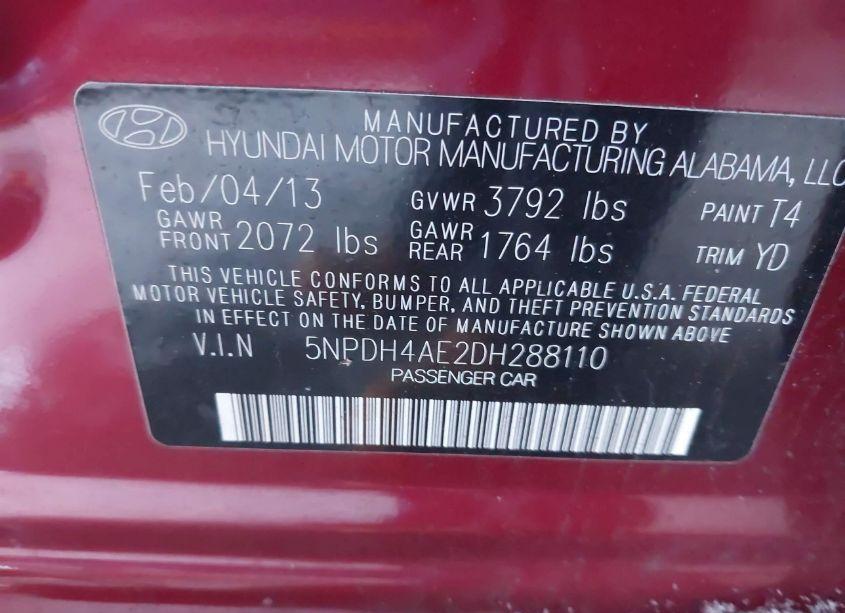 MANUFACTURED BY
HYUNDAI MOTOR MANUFACTURING ALABAMA, LLC
Feb/04/13 GVWR 3792 lbs PAINT T4
GAWR FRONT 2072 lbs GAWR REAR 1764 lbs TRIM YD
THIS VEHICLE CONFORMS TO ALL APPLICABLE U.S.A. FEDERAL
MOTOR VEHICLE SAFETY, BUMPER, AND THEFT PREVENTION STANDARDS
IN EFFECT ON THE DATE OF MANUFACTURE SHOWN ABOVE
V.I.N 5NPDH4AE2DH288110
PASSENGER CAR